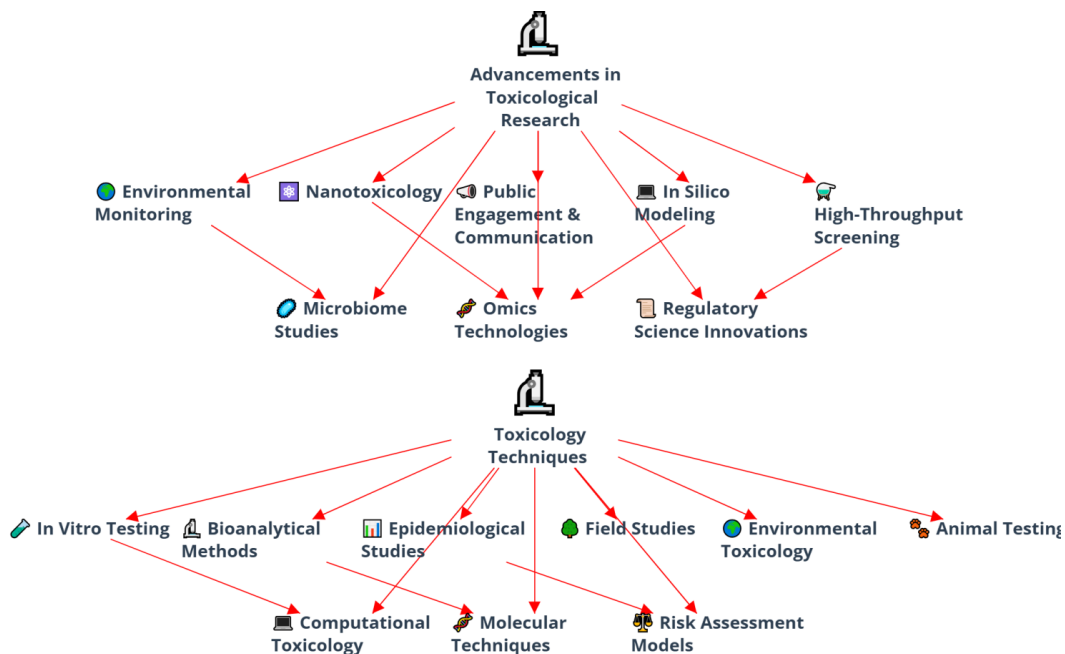 Advancements in
Toxicological
Research
Environmental
Monitoring
Nanotoxicology
Public
Engagement &
Communication
In Silico
Modeling
High-Throughput
Screening
Microbiome
Studies
Omics
Technologies
Regulatory
Science Innovations
Toxicology
Techniques
In Vitro Testing
Bioanalytical
Methods
Epidemiological
Studies
Field Studies
Environmental
Toxicology
Animal Testing
Computational
Toxicology
Molecular
Techniques
Risk Assessment
Models